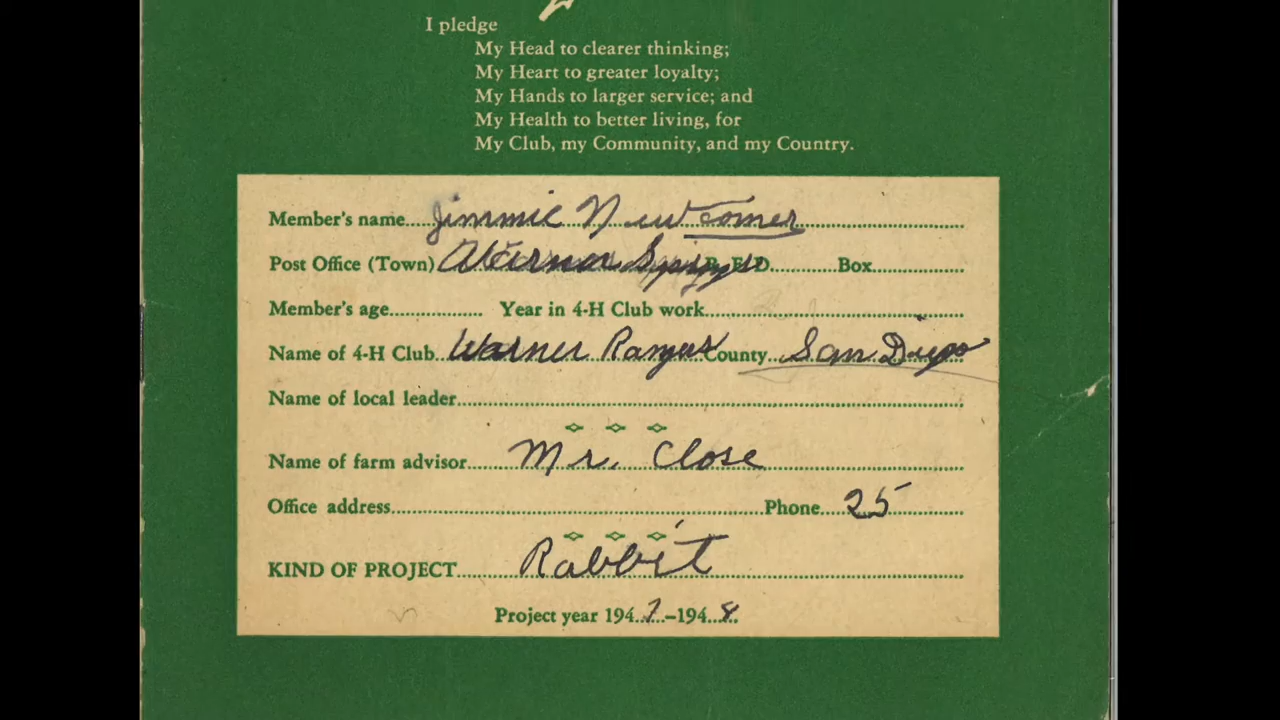 I pledge
My Head to clearer thinking;
My Heart to greater loyalty;
My Hands to larger service; and
My Health to better living, for
My Club, my Community, and my Country.
Member's name Jimmie Newcomer
Post Office (Town) Springs R. F. D. Box
Member's age Year in 4-H Club work
Name of 4-H Club Warner County San Diego
Name of local leader
Name of farm advisor Mr. Close
Office address Phone 25
KIND OF PROJECT Rabbit
Project year 1947-1948